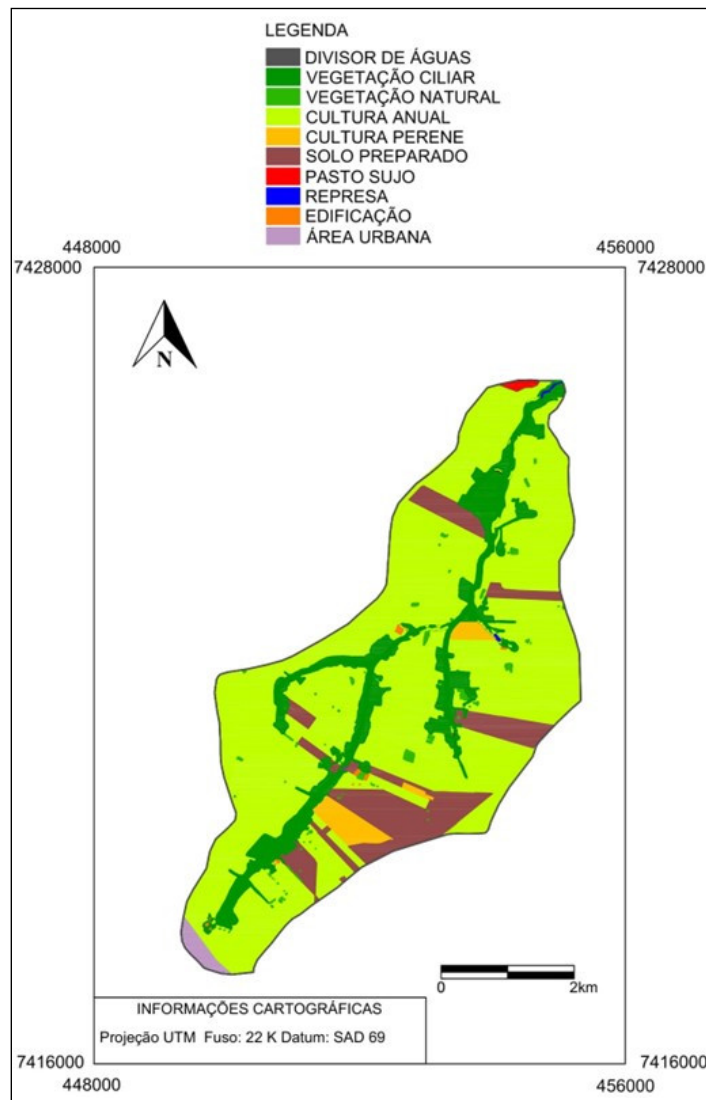 LEGENDA
DIVISOR DE ÁGUAS
VEGETAÇÃO CILIAR
VEGETAÇÃO NATURAL
CULTURA ANUAL
CULTURA PERENE
SOLO PREPARADO
PASTO SUJO
REPRESA
EDIFICAÇÃO
ÁREA URBANA
448000 456000
7428000 7428000
N
0 2km
INFORMAÇÕES CARTOGRÁFICAS
Projeção UTM Fuso: 22 K Datum: SAD 69
7416000 7416000
448000 456000